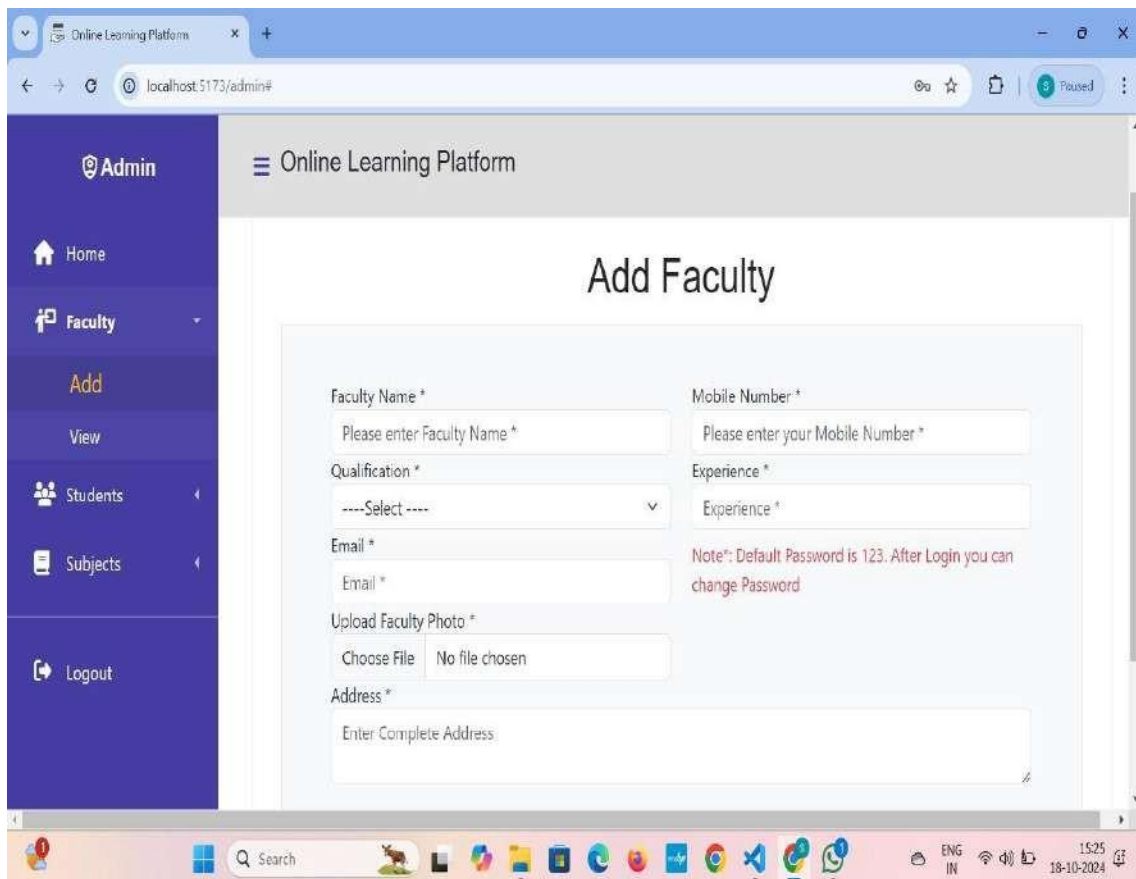 Online Learning Platform
localhost:5173/admin#
S Paused
Admin
Online Learning Platform
Home
Add Faculty
Faculty
Add
View
Students
Subjects
Logout
Faculty Name *
Mobile Number *
Please enter Faculty Name *
Please enter your Mobile Number *
Qualification *
Experience *
----Select ----
Experience *
Email *
Note*: Default Password is 123. After Login you can
change Password
Email *
Upload Faculty Photo *
Choose File No file chosen
Address *
Enter Complete Address
1
Search
ENG
IN
15:25
18-10-2024